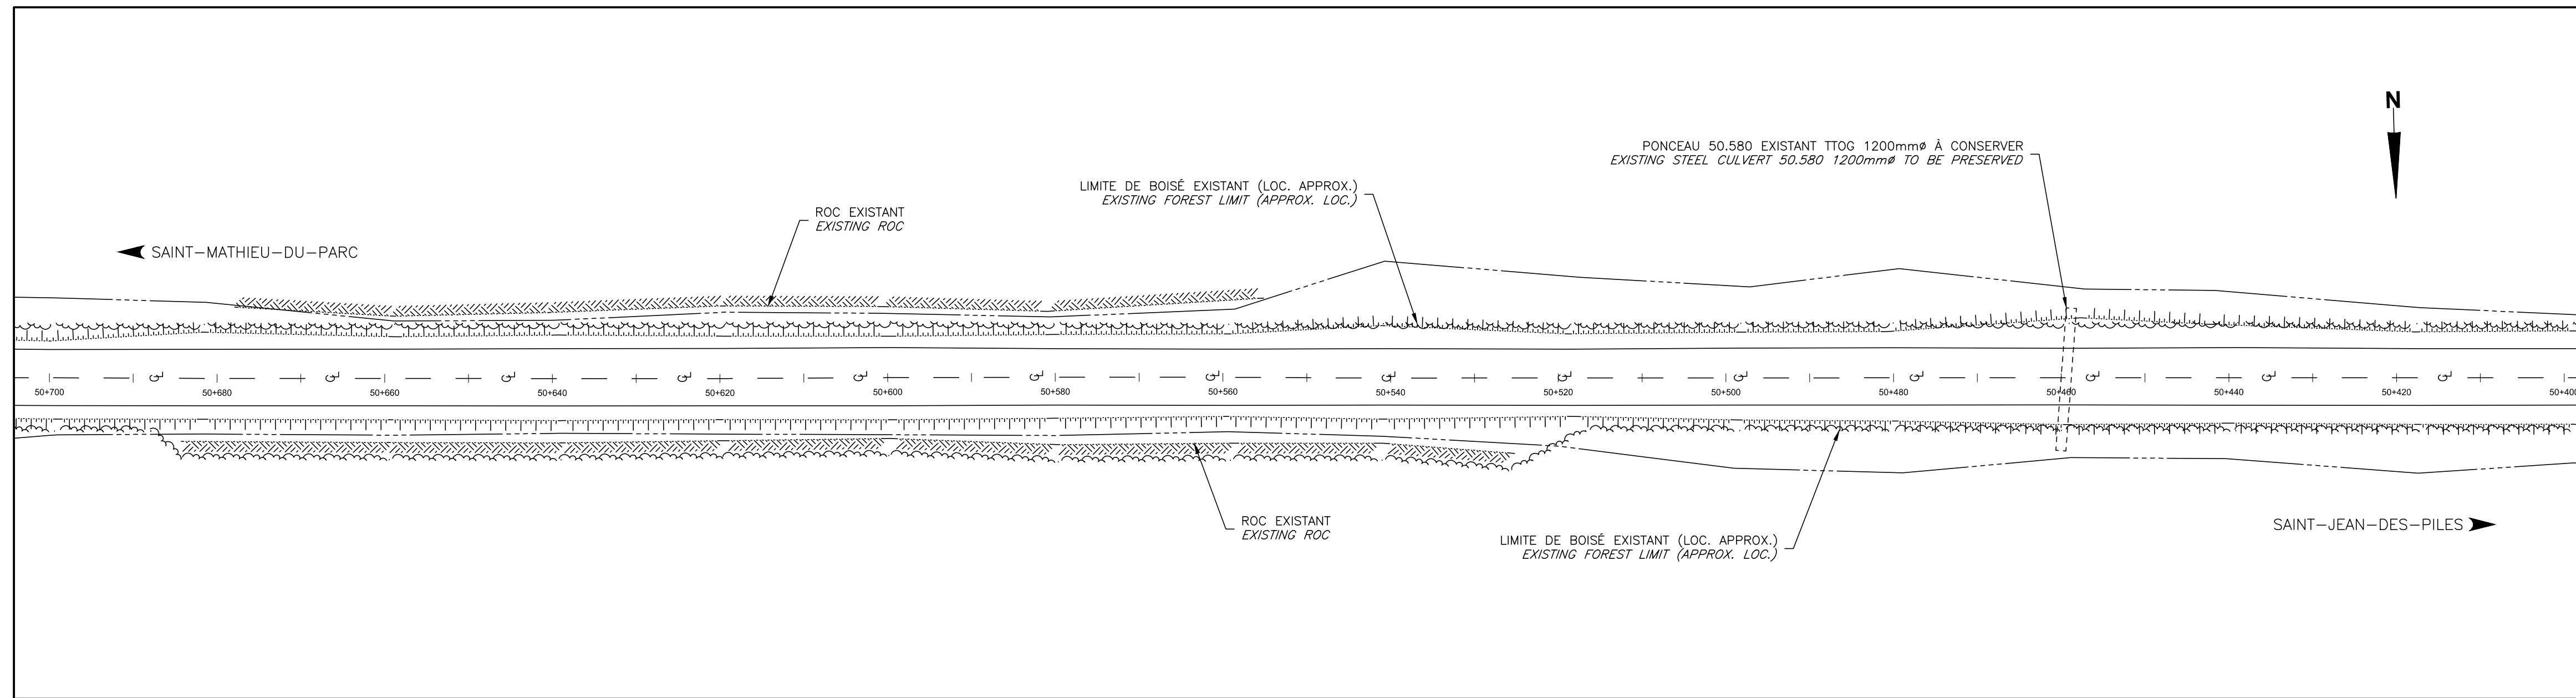 N
PONCEAU 50.580 EXISTANT TTOG 1200mmø À CONSERVER
EXISTING STEEL CULVERT 50.580 1200mmø TO BE PRESERVED
LIMITE DE BOISÉ EXISTANT (LOC. APPROX.)
EXISTING FOREST LIMIT (APPROX. LOC.)
ROC EXISTANT
EXISTING ROC
SAINT-MATHIEU-DU-PARC
50+700
50+680
50+660
50+640
50+620
50+600
50+580
50+560
50+540
50+520
50+500
50+480
50+460
50+440
50+420
50+400
ROC EXISTANT
EXISTING ROC
SAINT-JEAN-DES-PILES
LIMITE DE BOISÉ EXISTANT (LOC. APPROX.)
EXISTING FOREST LIMIT (APPROX. LOC.)